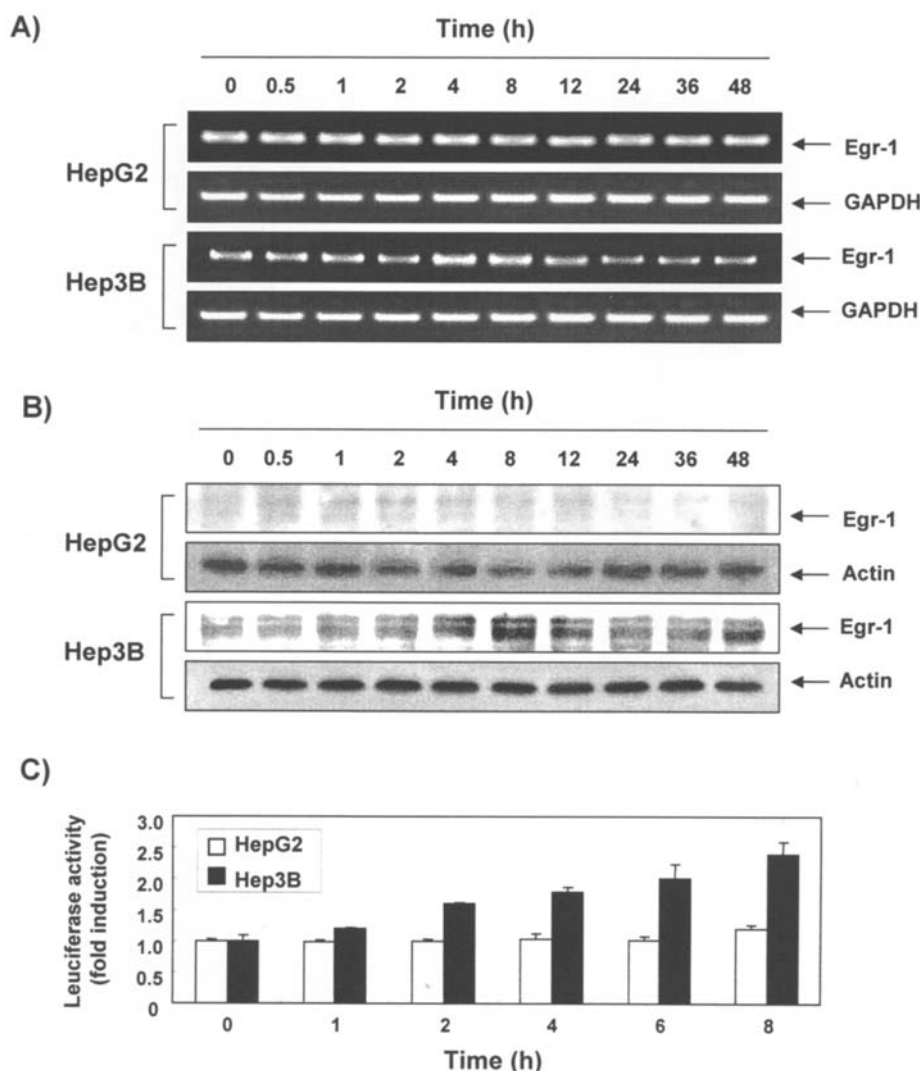 A)
Time (h)
0 0.5 1 2 4 8 12 24 36 48
HepG2
Egr-1
GAPDH
Hep3B
Egr-1
GAPDH
B)
Time (h)
0 0.5 1 2 4 8 12 24 36 48
HepG2
Egr-1
Actin
Hep3B
Egr-1
Actin
C)
Leuciferase activity
(fold induction)
3.0
2.5
2.0
1.5
1.0
0.5
0
HepG2
Hep3B
0 1 2 4 6 8
Time (h)